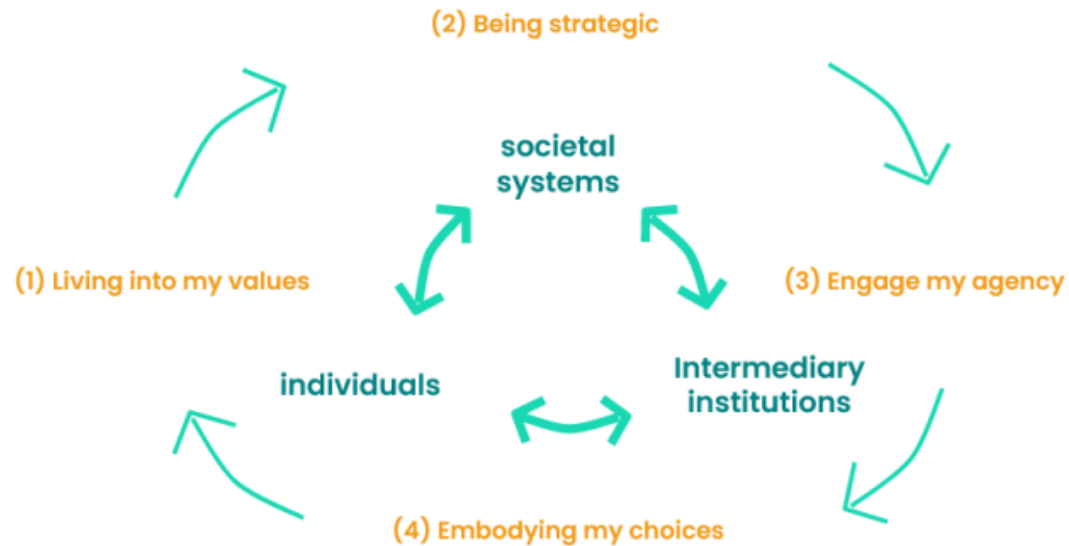 (2) Being strategic
societal
systems
(1) Living into my values
(3) Engage my agency
individuals
Intermediary
institutions
(4) Embodying my choices